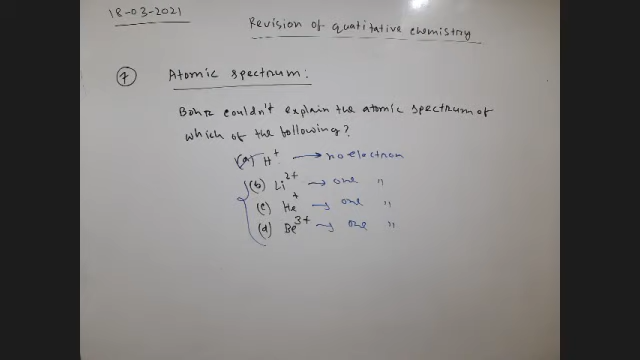 18-03-2021
Revision of quatitative chemistry
7 Atomic spectrum:
Bohr couldn't explain the atomic spectrum of
which of the following?
(a) H⁺ → no electron
(b) Li²⁺ → one "
(c) He⁺ → one "
(d) Be³⁺ → one "